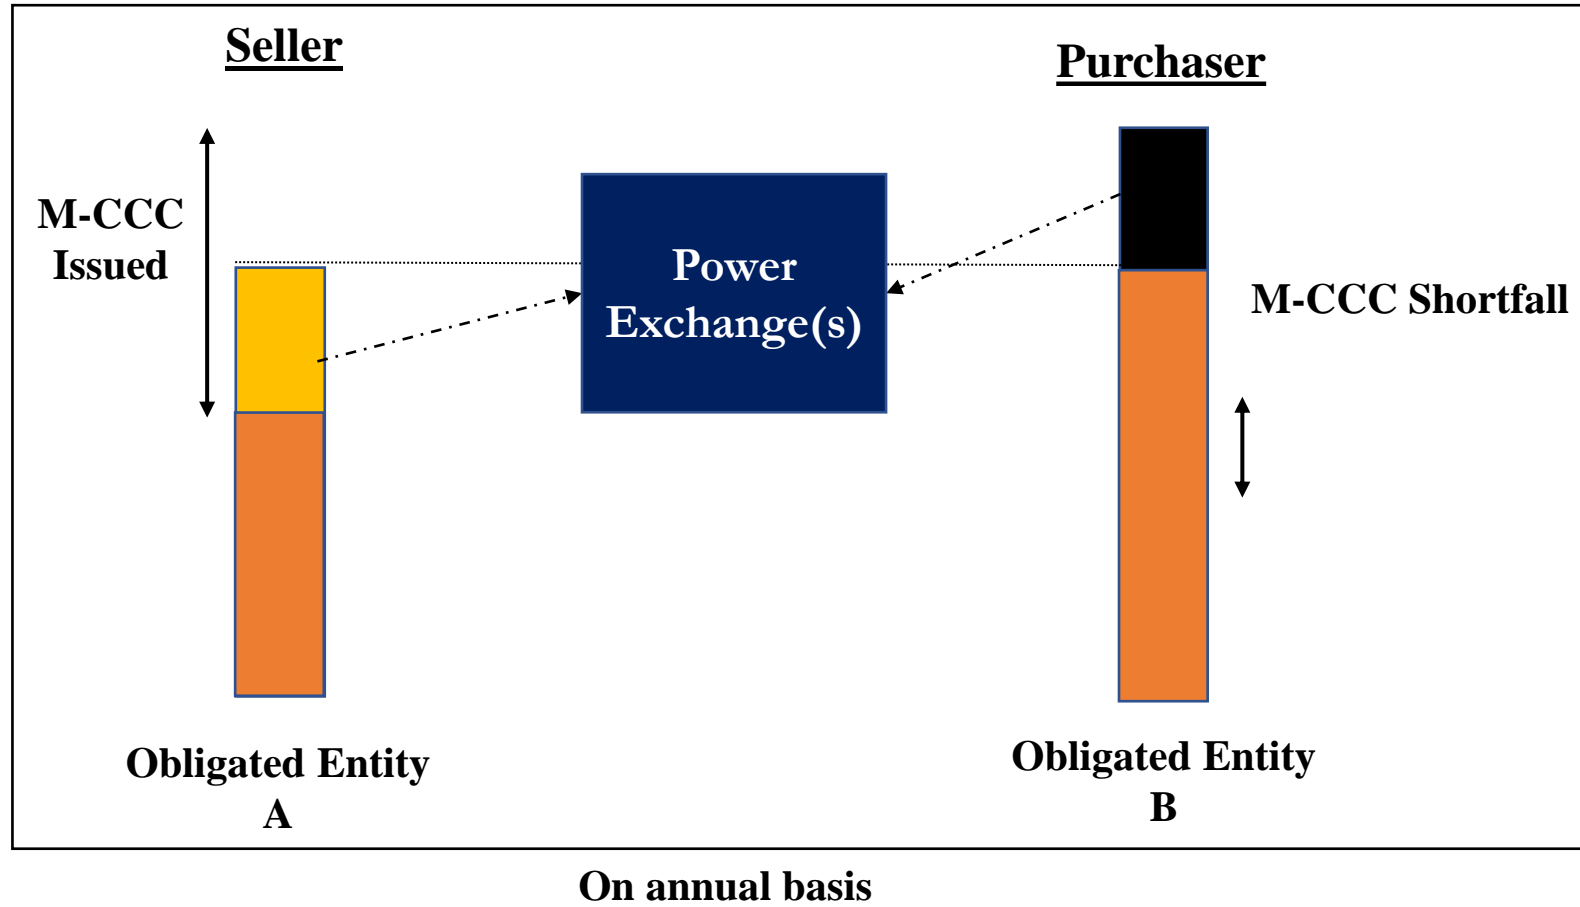 Seller
Purchaser
M-CCC
Issued
Power
Exchange(s)
M-CCC Shortfall
Obligated Entity
A
Obligated Entity
B
On annual basis